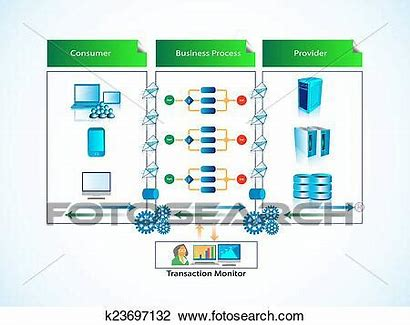 Consumer
Business Process
Provider
FOTOSEARCH
Transaction Monitor
k23697132 www.fotosearch.com